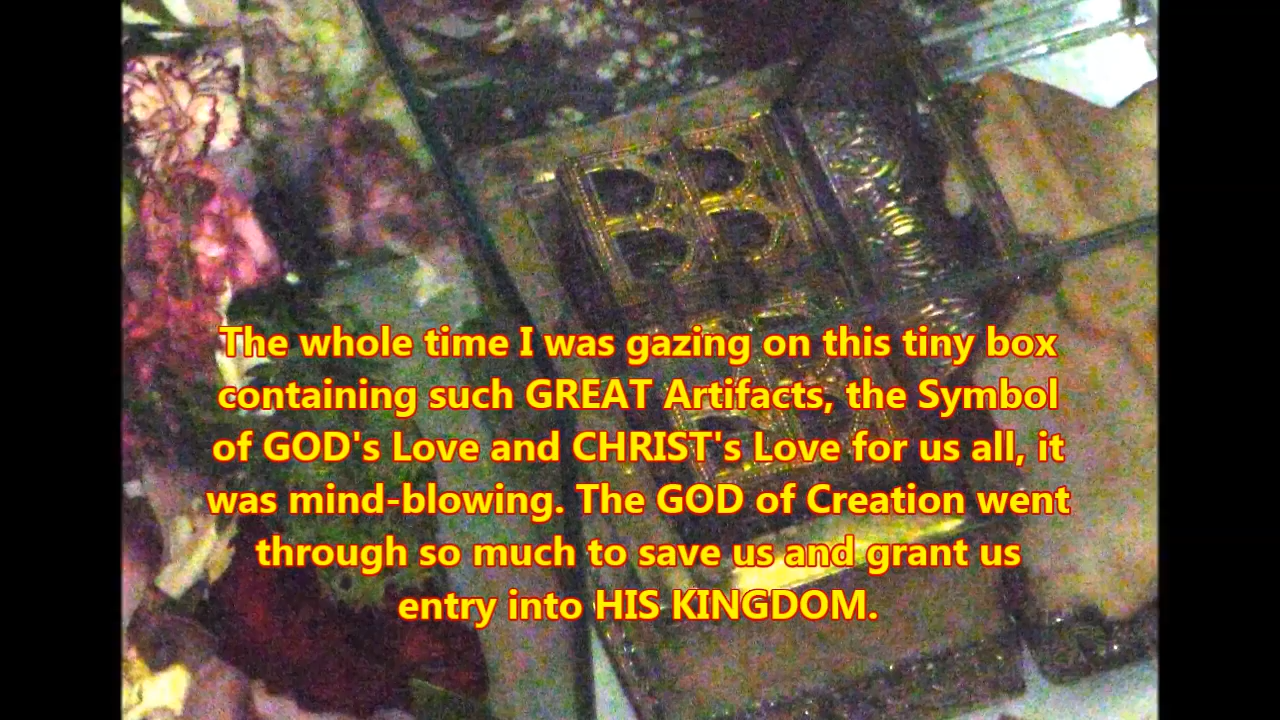 The whole time I was gazing on this tiny box
containing such GREAT Artifacts, the Symbol
of GOD's Love and CHRIST's Love for us all, it
was mind-blowing. The GOD of Creation went
through so much to save us and grant us
entry into HIS KINGDOM.